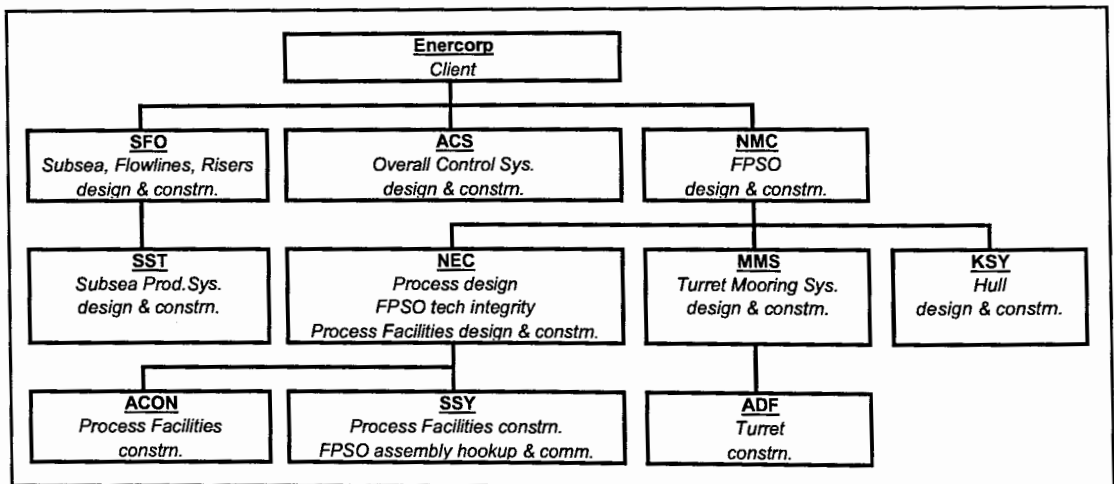 Enercorp
Client
SFO
Subsea, Flowlines, Risers
design & constrn.
ACS
Overall Control Sys.
design & constrn.
NMC
FPSO
design & constrn.
SST
Subsea Prod.Sys.
design & constrn.
NEC
Process design
FPSO tech integrity
Process Facilities design & constrn.
MMS
Turret Mooring Sys.
design & constrn.
KSY
Hull
design & constrn.
ACON
Process Facilities
constrn.
SSY
Process Facilities constrn.
FPSO assembly hookup & comm.
ADF
Turret
constrn.